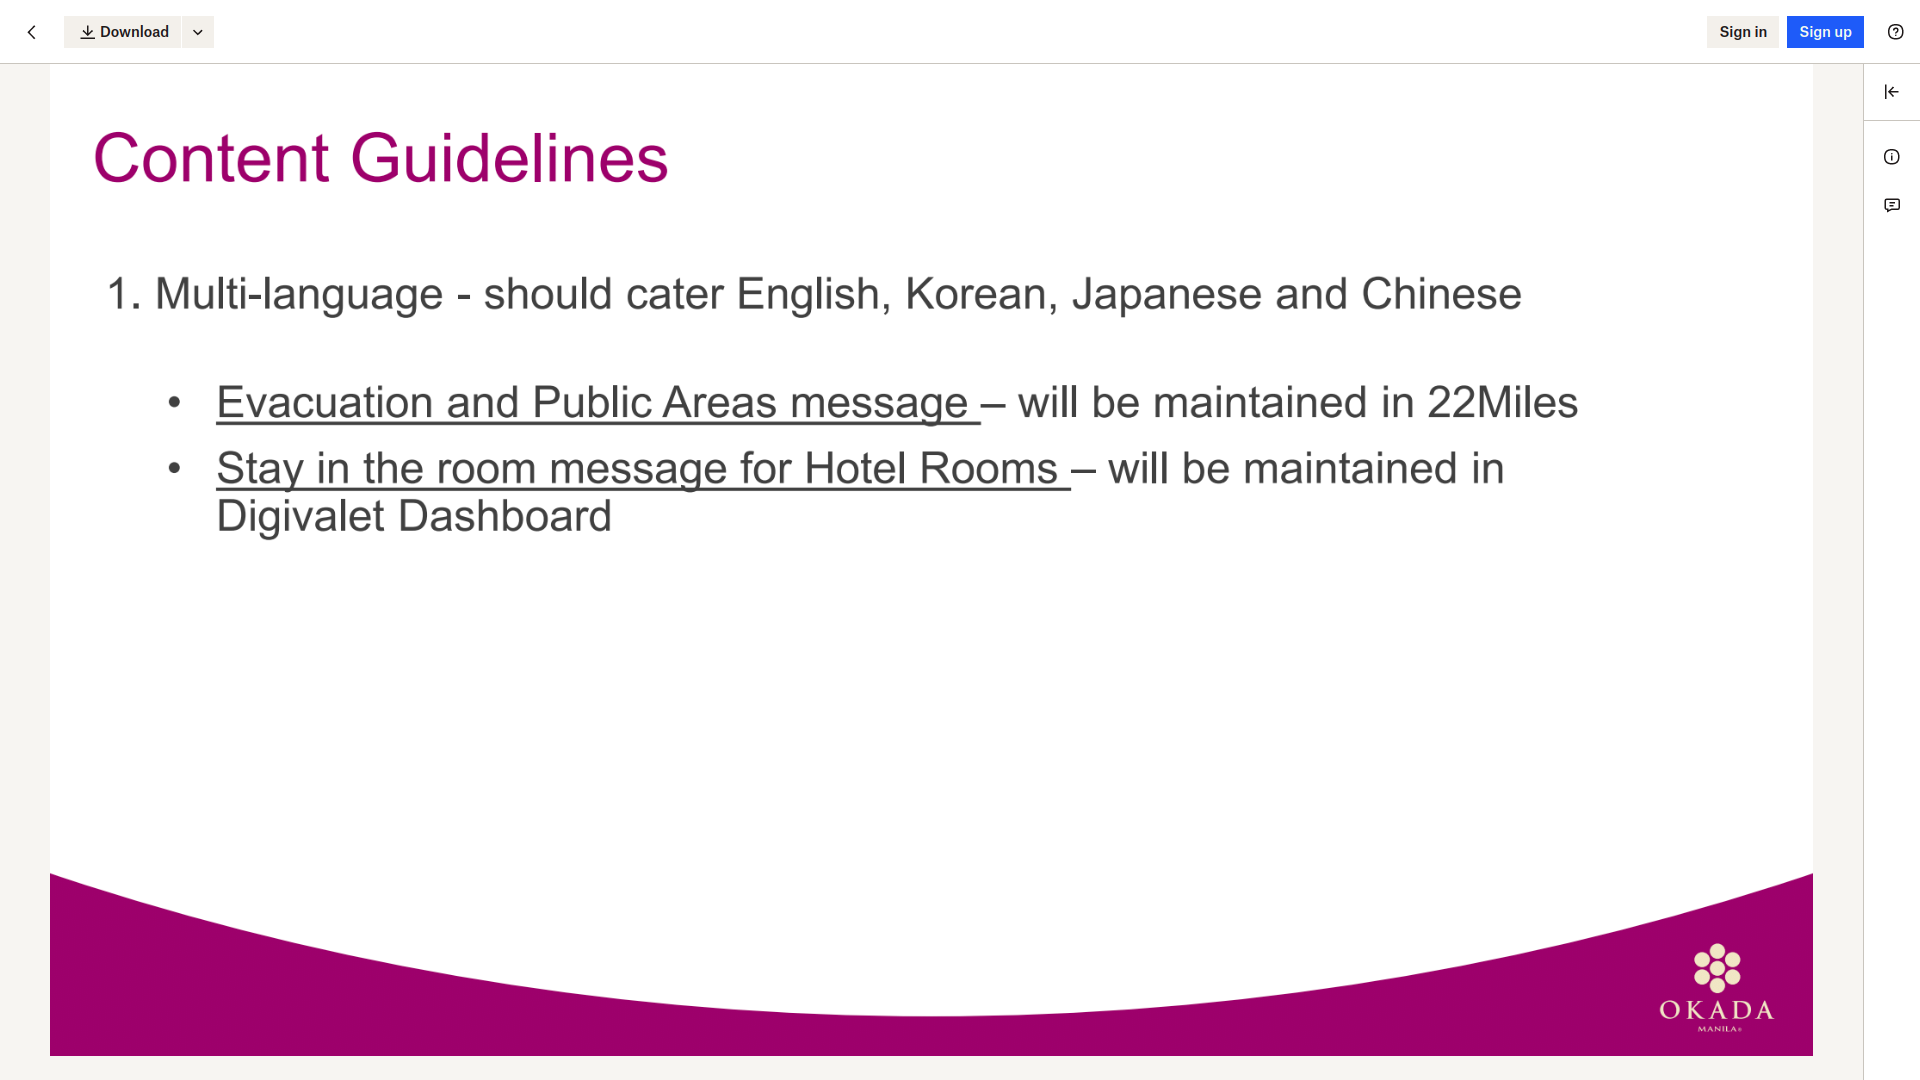 Download
Sign in
Sign up
Content Guidelines
1. Multi-language - should cater English, Korean, Japanese and Chinese
• Evacuation and Public Areas message – will be maintained in 22Miles
• Stay in the room message for Hotel Rooms – will be maintained in
Digivalet Dashboard
OKADA
MANILA®